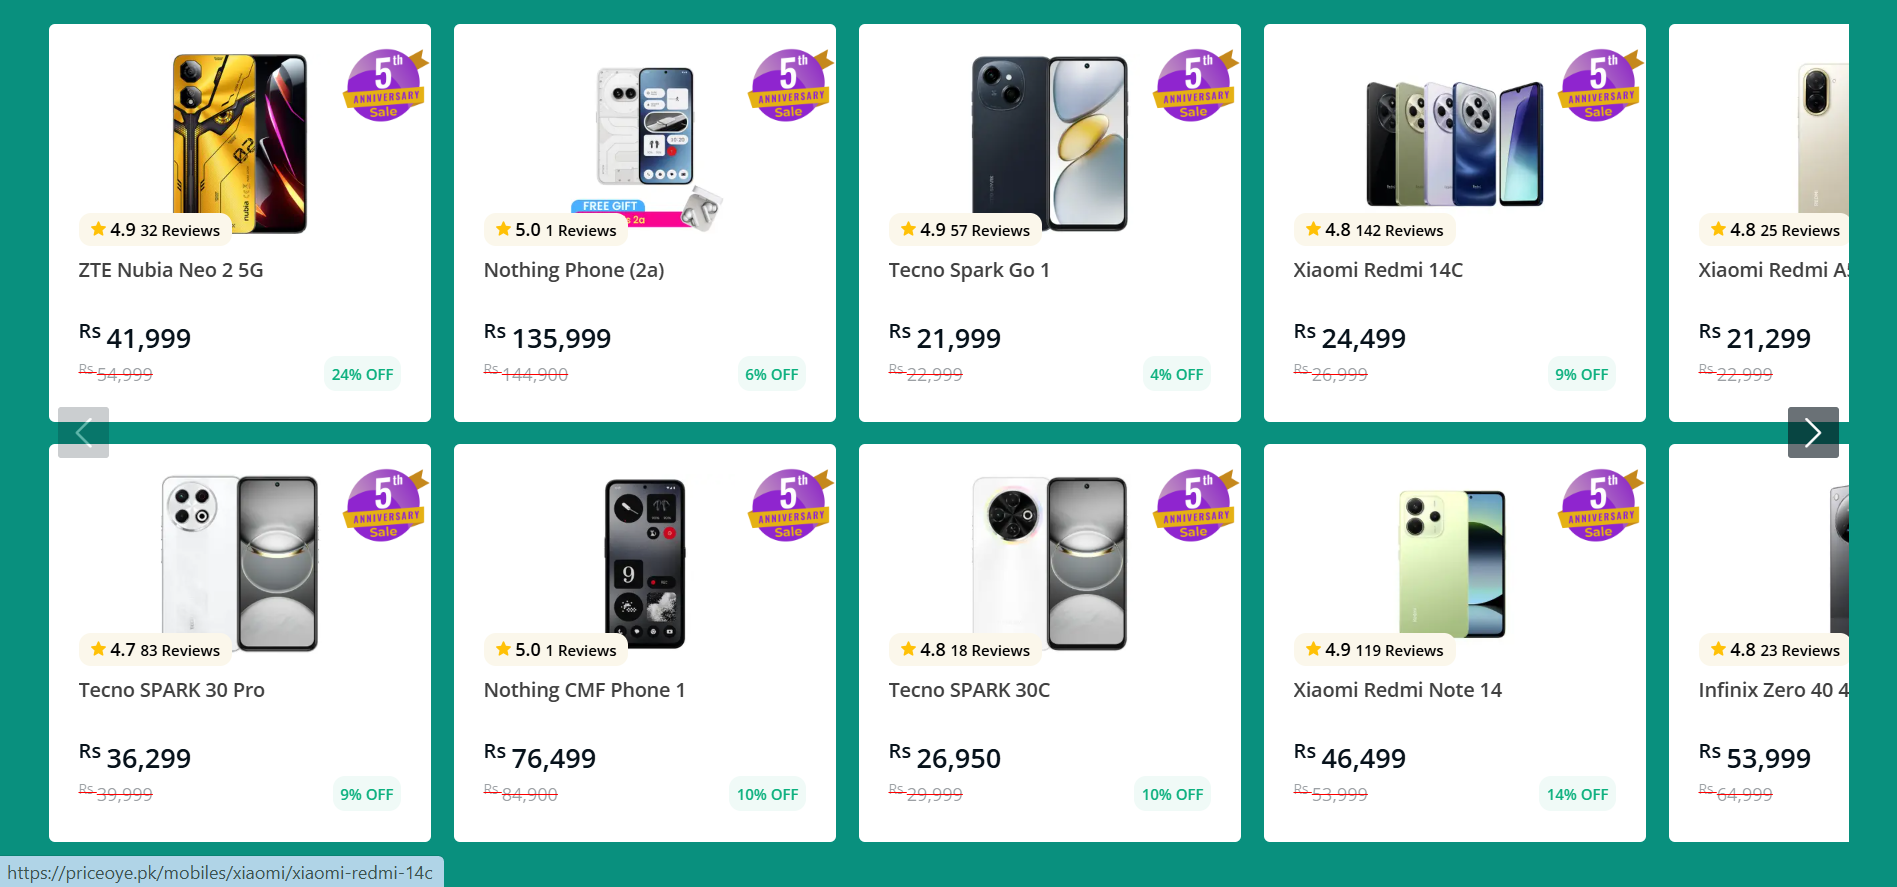 5th
ANNIVERSARY
Sale
FREE GIFT
s 2a
4.9 32 Reviews
ZTE Nubia Neo 2 5G
Rs 41,999
Rs 54,999
24% OFF
5th
ANNIVERSARY
Sale
5.0 1 Reviews
Nothing Phone (2a)
Rs 135,999
Rs 144,900
6% OFF
5th
ANNIVERSARY
Sale
4.9 57 Reviews
Tecno Spark Go 1
Rs 21,999
Rs 22,999
4% OFF
5th
ANNIVERSARY
Sale
4.8 142 Reviews
Xiaomi Redmi 14C
Rs 24,499
Rs 26,999
9% OFF
4.8 25 Reviews
Xiaomi Redmi A5
Rs 21,299
Rs 22,999
5th
ANNIVERSARY
Sale
4.7 83 Reviews
Tecno SPARK 30 Pro
Rs 36,299
Rs 39,999
9% OFF
5th
ANNIVERSARY
Sale
9
5.0 1 Reviews
Nothing CMF Phone 1
Rs 76,499
Rs 84,900
10% OFF
5th
ANNIVERSARY
Sale
4.8 18 Reviews
Tecno SPARK 30C
Rs 26,950
Rs 29,999
10% OFF
5th
ANNIVERSARY
Sale
4.9 119 Reviews
Xiaomi Redmi Note 14
Rs 46,499
Rs 53,999
14% OFF
4.8 23 Reviews
Infinix Zero 40 4
Rs 53,999
Rs 64,999
https://priceoye.pk/mobiles/xiaomi/xiaomi-redmi-14c